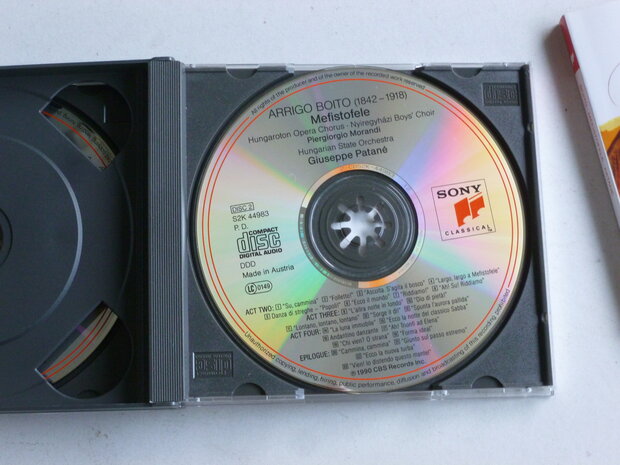 All rights of the producer and of the owner of the recorded work reserved
ARRIGO BOITO (1842–1918)
Mefistofele
Hungaroton Opera Chorus · Nyíregyházi Boys' Choir
Piergiorgio Morandi
Hungarian State Orchestra
Giuseppe Patané
DISC 2
S2K 44983
P. D.
COMPACT
disc
DIGITAL AUDIO
DDD
Made in Austria
LC 0149
SONY
CLASSICAL
ACT TWO: "Su, cammina" "Folletto!" "Ascolta. S'agita il bosco" "Largo, largo a Mefistofele"
Danza di streghe – "Popoli!" "Ecco il mondo" "Riddiamo!" "Ah! Su! Riddiamo"
ACT THREE: "L'altra notte in fondo" "Dio di pietà!"
"Lontano, lontano, lontano" "Sorge il dì" "Spunta l'aurora pallida"
ACT FOUR: "La luna immobile" "Ecco la notte del classico Sabba"
Andantino danzante "Ah! Trionfi ad Elena"
"Chi vien? O strana" "Forma ideal"
EPILOGUE: "Cammina, cammina" "Giunto sul passo estremo"
"Ecco la nuova turba"
"Vien! Io distendo questo mantel"
℗ 1990 CBS Records Inc.
Unauthorized copying, lending, hiring, public performance, diffusion and broadcasting of this recording prohibited